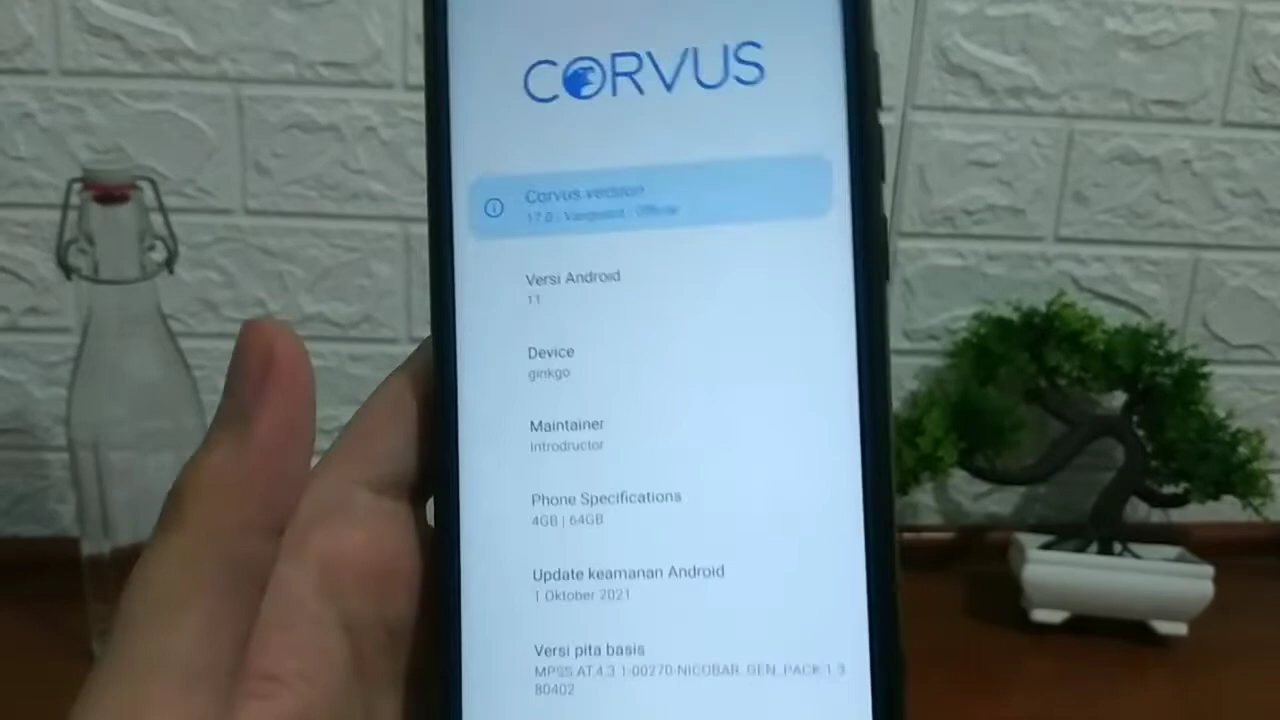 CORVUS
Corvus version
17.0 | Vanguard | Official
Versi Android
11
Device
ginkgo
Maintainer
Introdructor
Phone Specifications
4GB | 64GB
Update keamanan Android
1 Oktober 2021
Versi pita basis
MPSS.AT.4.3.1-00270-NICOBAR_GEN_PACK-1.3
80402